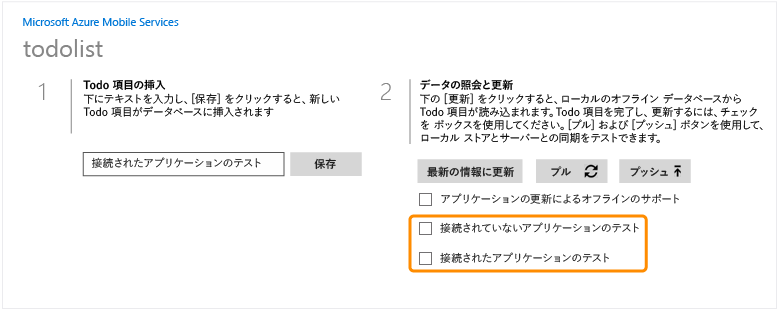 Microsoft Azure Mobile Services
todolist
1
Todo 項目の挿入
下にテキストを入力し、[保存] をクリックすると、新しい
Todo 項目がデータベースに挿入されます
接続されたアプリケーションのテスト
保存
2
データの照会と更新
下の [更新] をクリックすると、ローカルのオフライン データベースから
Todo 項目が読み込まれます。Todo 項目を完了し、更新するには、チェック
を ボックスを使用してください。[プル] および [プッシュ] ボタンを使用して、
ローカル ストアとサーバーとの同期をテストできます。
最新の情報に更新
プル
プッシュ
アプリケーションの更新によるオフラインのサポート
接続されていないアプリケーションのテスト
接続されたアプリケーションのテスト